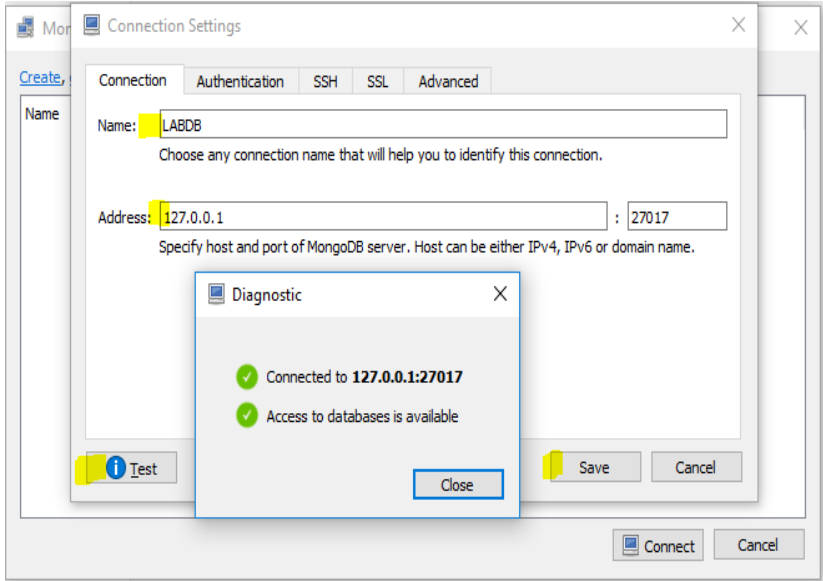 Mon
Connection Settings
Create,
Connection Authentication SSH SSL Advanced
Name
Name: LABDB
Choose any connection name that will help you to identify this connection.
Address: 127.0.0.1 : 27017
Specify host and port of MongoDB server. Host can be either IPv4, IPv6 or domain name.
Diagnostic
Connected to 127.0.0.1:27017
Access to databases is available
Test
Save
Cancel
Close
Connect
Cancel